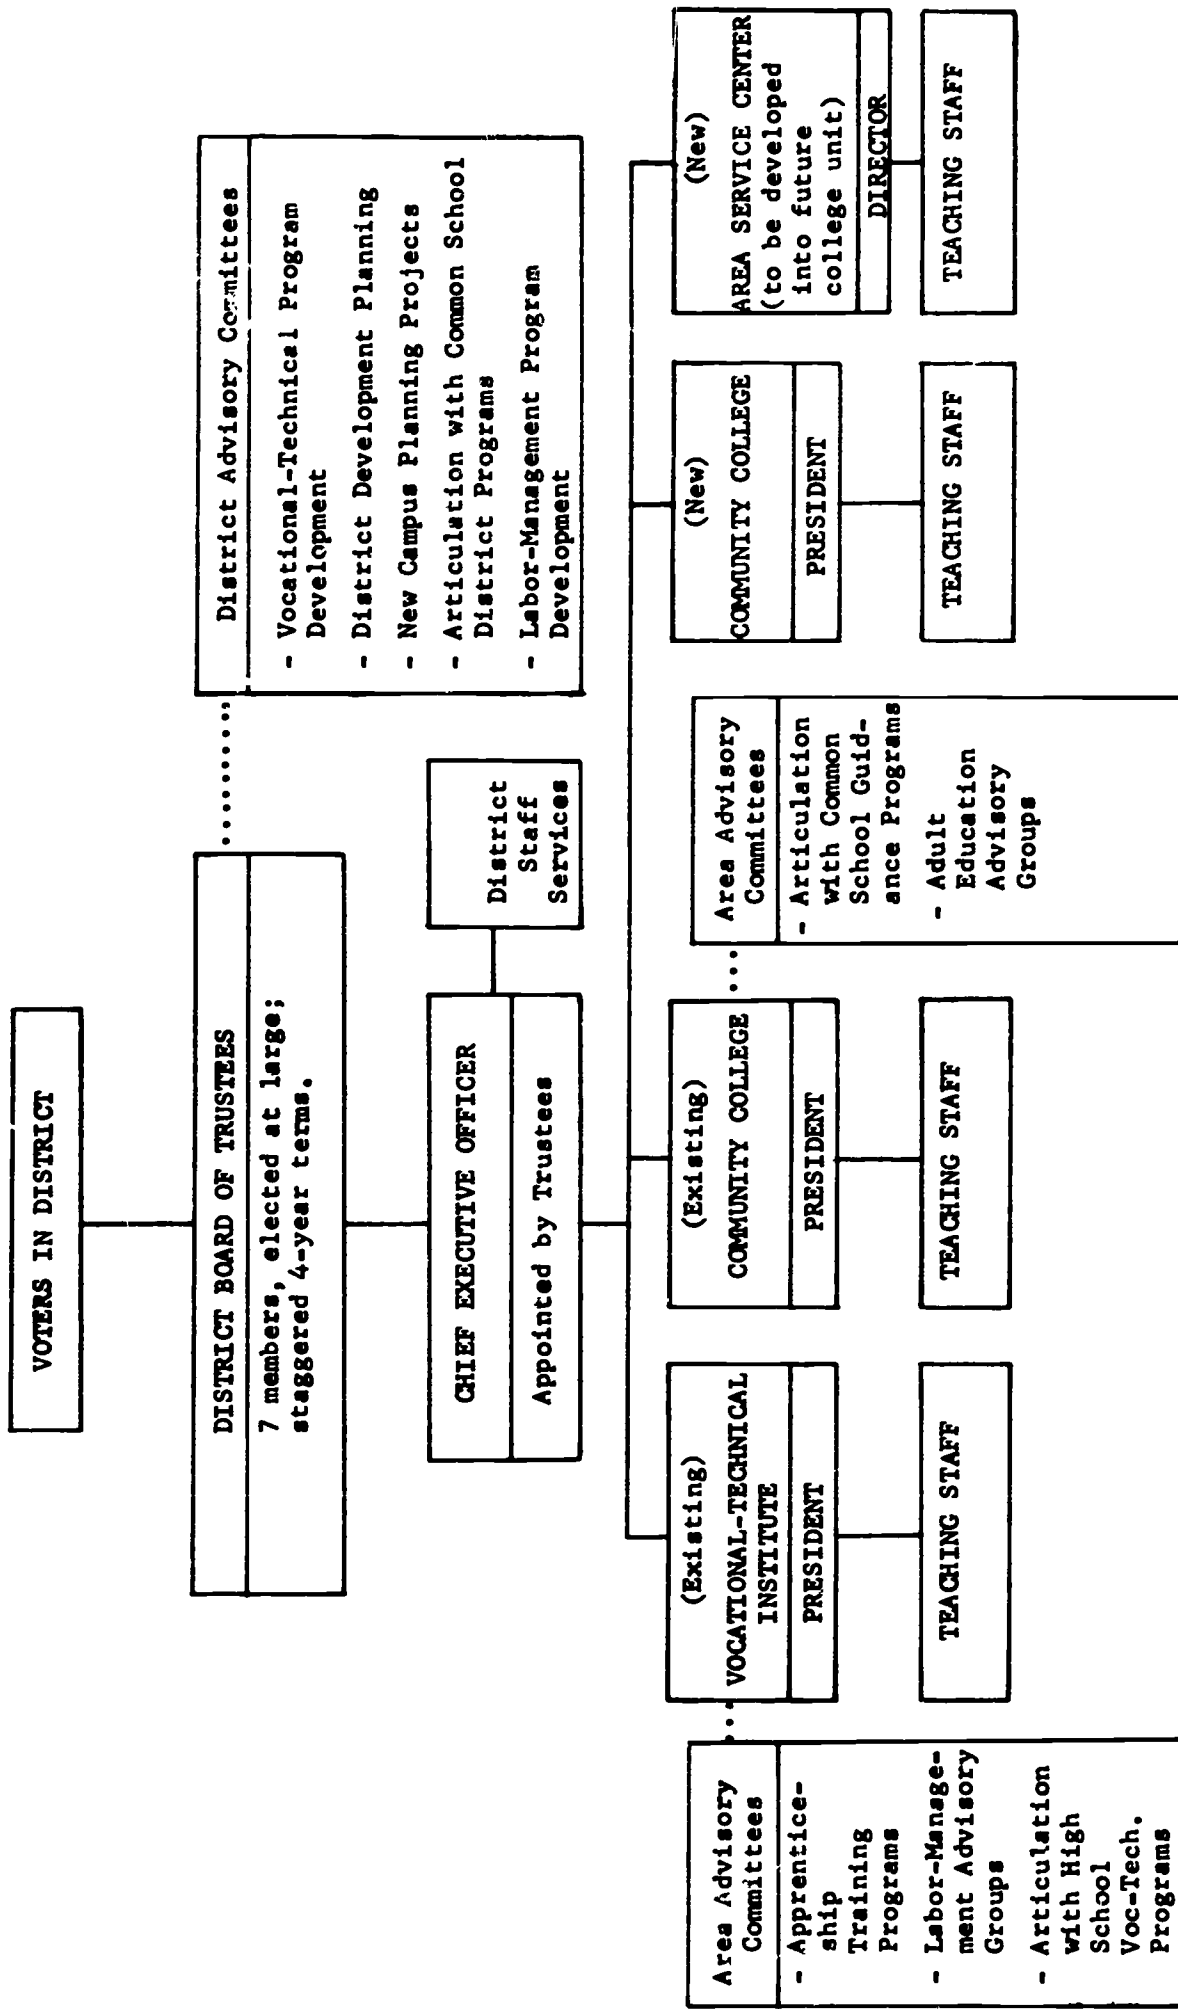 VOTERS IN DISTRICT
DISTRICT BOARD OF TRUSTEES
7 members, elected at large;
staggered 4-year terms.
District Advisory Committees
- Vocational-Technical Program
Development
- District Development Planning
- New Campus Planning Projects
- Articulation with Common School
District Programs
- Labor-Management Program
Development
CHIEF EXECUTIVE OFFICER
Appointed by Trustees
District
Staff
Services
Area Advisory
Committees
- Apprentice-
ship
Training
Programs
- Labor-Manage-
ment Advisory
Groups
- Articulation
with High
School
Voc-Tech.
Programs
(Existing)
VOCATIONAL-TECHNICAL
INSTITUTE
PRESIDENT
TEACHING STAFF
(Existing)
COMMUNITY COLLEGE
PRESIDENT
TEACHING STAFF
Area Advisory
Committees
- Articulation
with Common
School Guid-
ance Programs
- Adult
Education
Advisory
Groups
(New)
COMMUNITY COLLEGE
PRESIDENT
TEACHING STAFF
(New)
AREA SERVICE CENTER
(to be developed
into future
college unit)
DIRECTOR
TEACHING STAFF